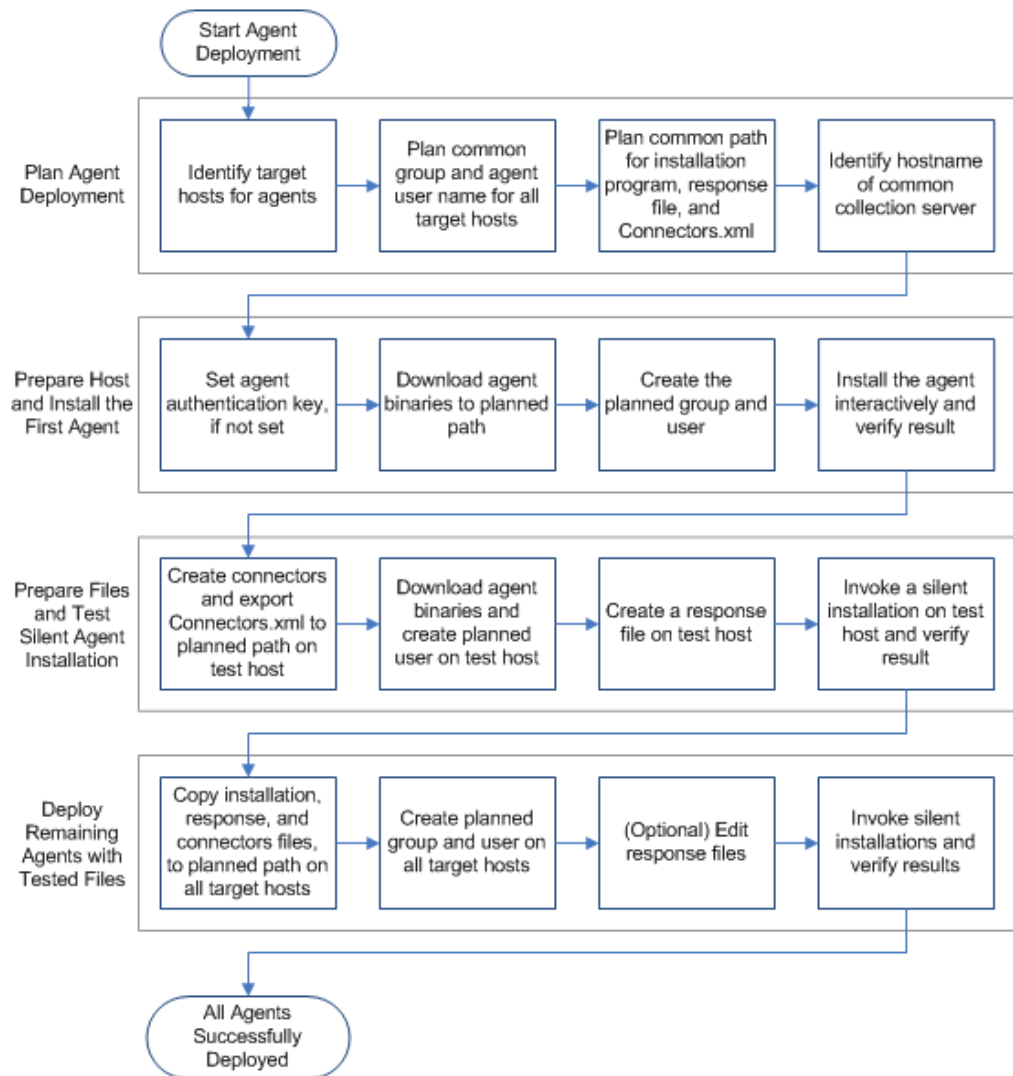 Start Agent
Deployment
Plan Agent
Deployment
Identify target
hosts for agents
Plan common
group and agent
user name for all
target hosts
Plan common path
for installation
program, response
file, and
Connectors.xml
Identify hostname
of common
collection server
Prepare Host
and Install the
First Agent
Set agent
authentication key,
if not set
Download agent
binaries to planned
path
Create the
planned group and
user
Install the agent
interactively and
verify result
Prepare Files
and Test
Silent Agent
Installation
Create connectors
and export
Connectors.xml to
planned path on
test host
Download agent
binaries and
create planned
user on test host
Create a response
file on test host
Invoke a silent
installation on test
host and verify
result
Deploy
Remaining
Agents with
Tested Files
Copy installation,
response, and
connectors files,
to planned path on
all target hosts
Create planned
group and user on
all target hosts
(Optional) Edit
response files
Invoke silent
installations and
verify results
All Agents
Successfully
Deployed